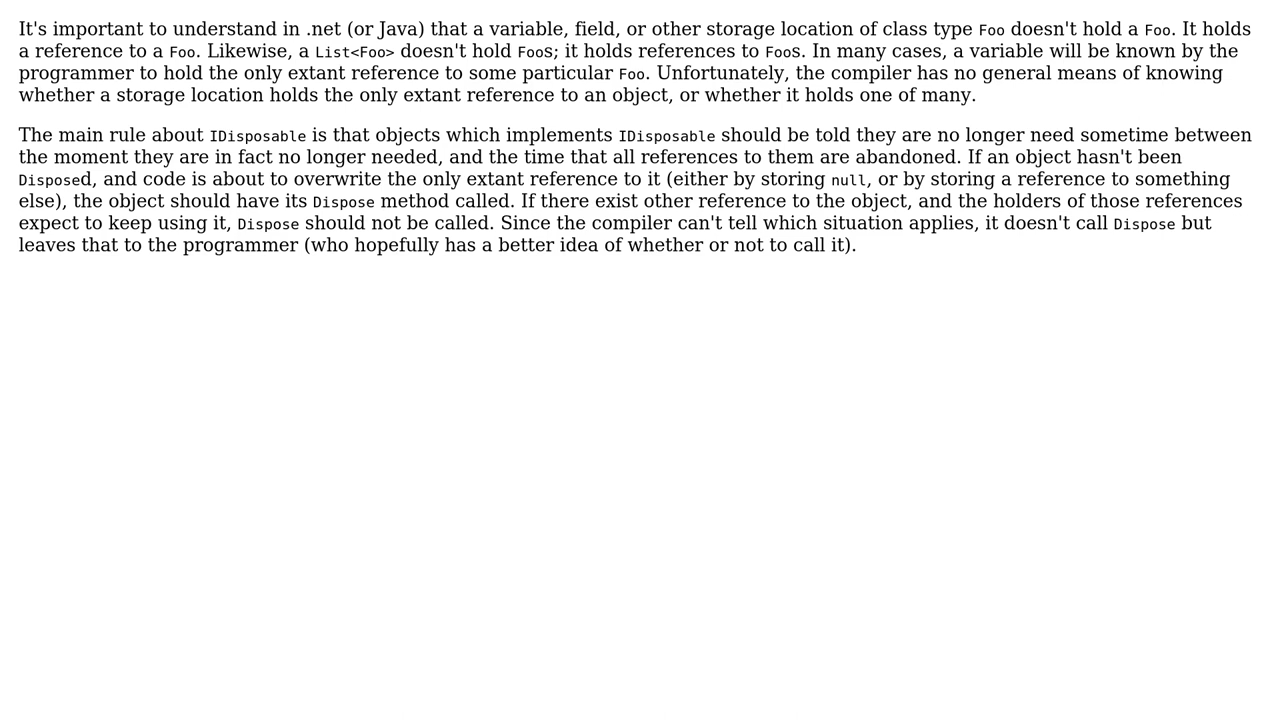 It's important to understand in .net (or Java) that a variable, field, or other storage location of class type Foo doesn't hold a Foo. It holds
a reference to a Foo. Likewise, a List<Foo> doesn't hold Foos; it holds references to Foos. In many cases, a variable will be known by the
programmer to hold the only extant reference to some particular Foo. Unfortunately, the compiler has no general means of knowing
whether a storage location holds the only extant reference to an object, or whether it holds one of many.
The main rule about IDisposable is that objects which implements IDisposable should be told they are no longer need sometime between
the moment they are in fact no longer needed, and the time that all references to them are abandoned. If an object hasn't been
Disposed, and code is about to overwrite the only extant reference to it (either by storing null, or by storing a reference to something
else), the object should have its Dispose method called. If there exist other reference to the object, and the holders of those references
expect to keep using it, Dispose should not be called. Since the compiler can't tell which situation applies, it doesn't call Dispose but
leaves that to the programmer (who hopefully has a better idea of whether or not to call it).